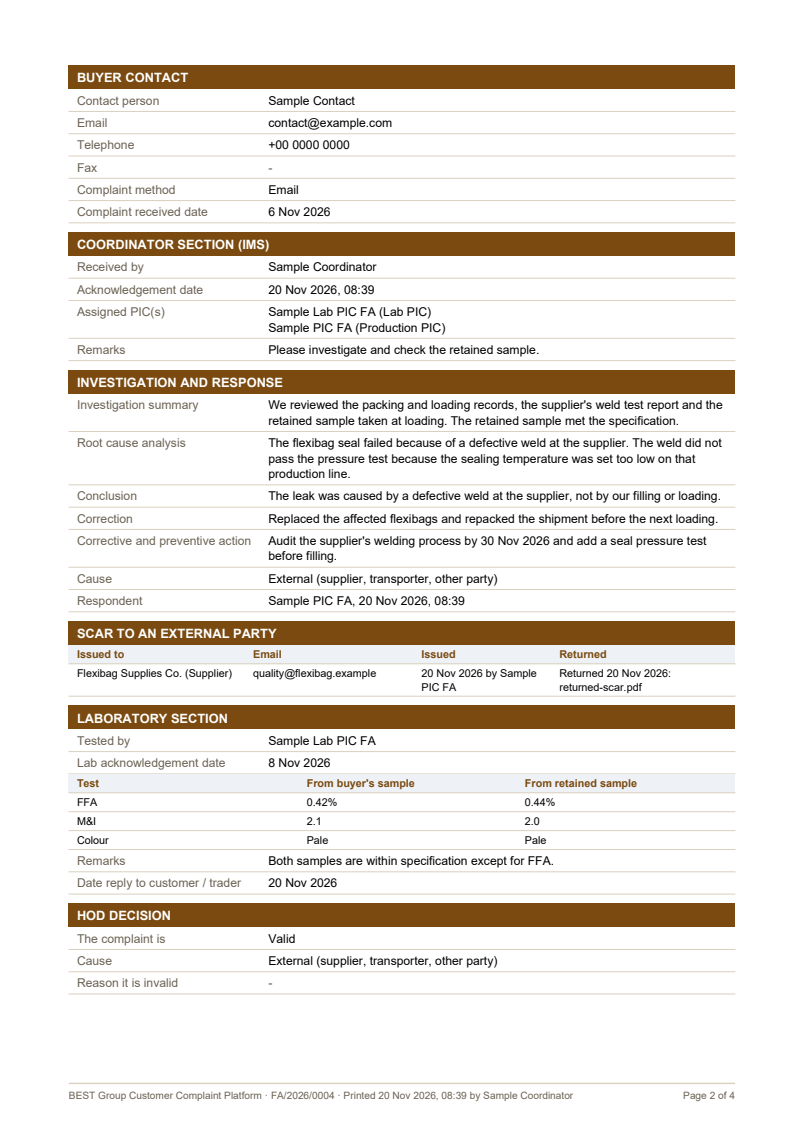 BUYER CONTACT
Contact person Sample Contact
Email contact@example.com
Telephone +00 0000 0000
Fax -
Complaint method Email
Complaint received date 6 Nov 2026
COORDINATOR SECTION (IMS)
Received by Sample Coordinator
Acknowledgement date 20 Nov 2026, 08:39
Assigned PIC(s) Sample Lab PIC FA (Lab PIC)
Sample PIC FA (Production PIC)
Remarks Please investigate and check the retained sample.
INVESTIGATION AND RESPONSE
Investigation summary We reviewed the packing and loading records, the supplier's weld test report and the
retained sample taken at loading. The retained sample met the specification.
Root cause analysis The flexibag seal failed because of a defective weld at the supplier. The weld did not
pass the pressure test because the sealing temperature was set too low on that
production line.
Conclusion The leak was caused by a defective weld at the supplier, not by our filling or loading.
Correction Replaced the affected flexibags and repacked the shipment before the next loading.
Corrective and preventive action Audit the supplier's welding process by 30 Nov 2026 and add a seal pressure test
before filling.
Cause External (supplier, transporter, other party)
Respondent Sample PIC FA, 20 Nov 2026, 08:39
SCAR TO AN EXTERNAL PARTY
Issued to Email Issued Returned
Flexibag Supplies Co. (Supplier) quality@flexibag.example 20 Nov 2026 by Sample Returned 20 Nov 2026:
PIC FA returned-scar.pdf
LABORATORY SECTION
Tested by Sample Lab PIC FA
Lab acknowledgement date 8 Nov 2026
Test From buyer's sample From retained sample
FFA 0.42% 0.44%
M&I 2.1 2.0
Colour Pale Pale
Remarks Both samples are within specification except for FFA.
Date reply to customer / trader 20 Nov 2026
HOD DECISION
The complaint is Valid
Cause External (supplier, transporter, other party)
Reason it is invalid -
BEST Group Customer Complaint Platform · FA/2026/0004 · Printed 20 Nov 2026, 08:39 by Sample Coordinator Page 2 of 4